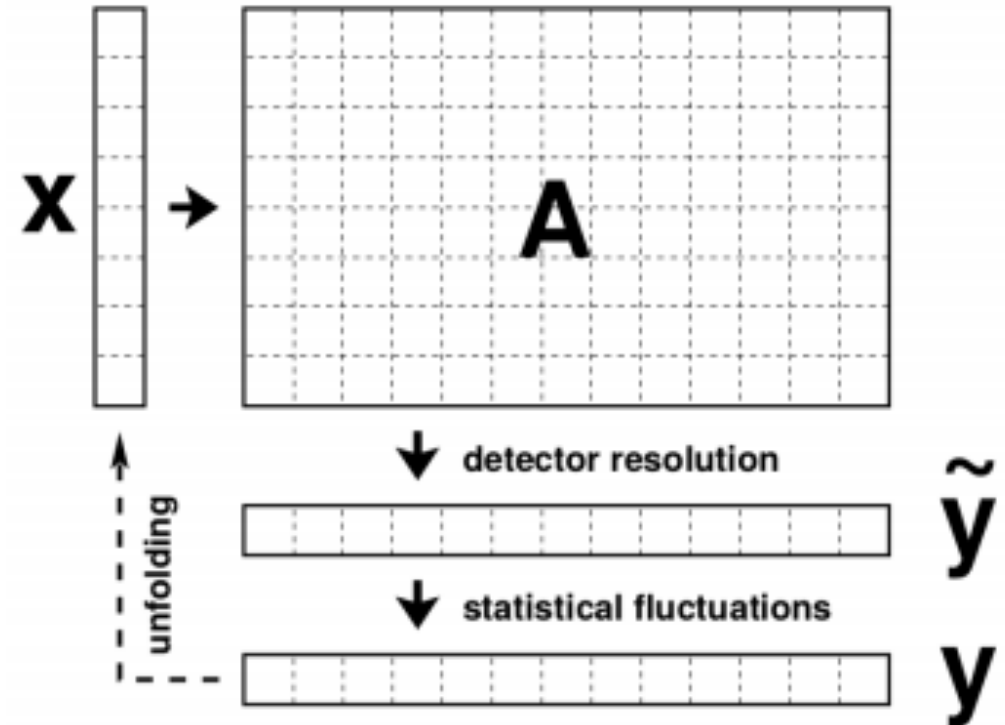 x
A
detector resolution
ỹ
unfolding
statistical fluctuations
y